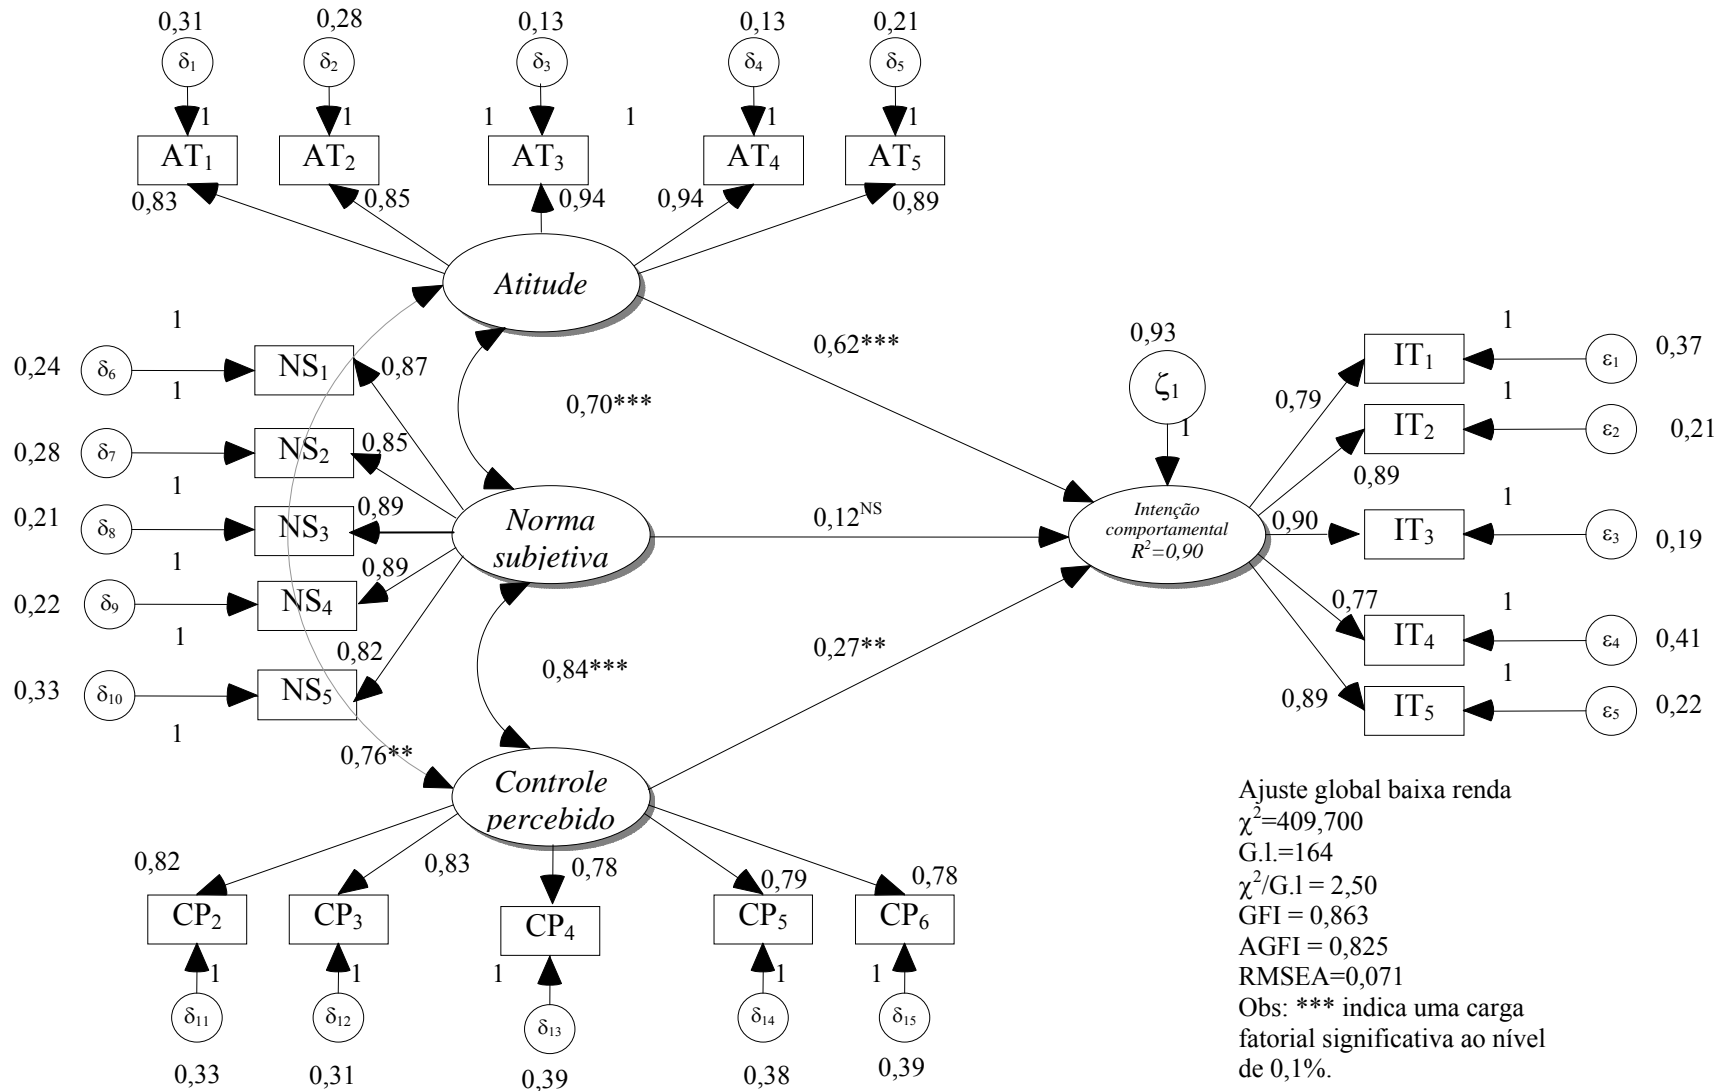 0,31 0,28 0,13 0,13 0,21
δ1 δ2 δ3 δ4 δ5
1 1 1 1 1 1
AT1 AT2 AT3 AT4 AT5
0,83 0,85 0,94 0,94 0,89
Atitude
1
0,24 δ6 NS1 0,87
1
0,28 δ7 NS2 0,85
1
0,21 δ8 NS3 0,89
1
0,22 δ9 NS4 0,89
1
0,33 δ10 NS5 0,82
1
0,70***
Norma
subjetiva
0,84***
0,76**
Controle
percebido
0,82 0,83 0,78 0,79 0,78
CP2 CP3 CP4 CP5 CP6
1 1 1 1 1
δ11 δ12 δ13 δ14 δ15
0,33 0,31 0,39 0,38 0,39
0,62***
0,12NS
0,27**
0,93
ζ1
1
Intenção
comportamental
R²=0,90
1
0,79 IT1 ε1 0,37
1
0,89 IT2 ε2 0,21
1
0,90 IT3 ε3 0,19
1
0,77 IT4 ε4 0,41
1
0,89 IT5 ε5 0,22
Ajuste global baixa renda
χ²=409,700
G.l.=164
χ²/G.l = 2,50
GFI = 0,863
AGFI = 0,825
RMSEA=0,071
Obs: *** indica uma carga
fatorial significativa ao nível
de 0,1%.